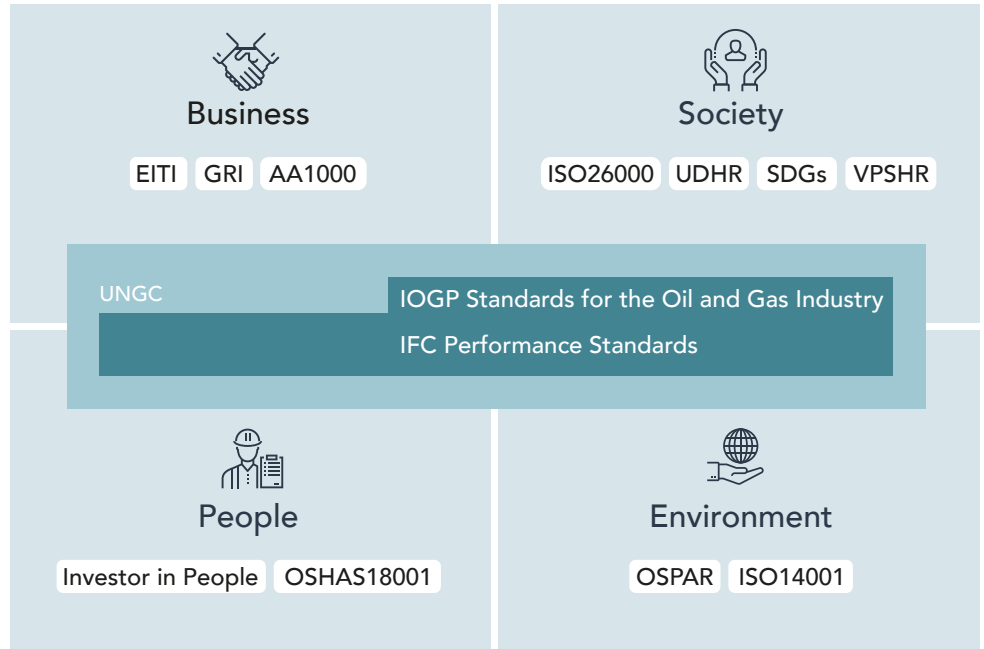 Business
EITI GRI AA1000
Society
ISO26000 UDHR SDGs VPSHR
UNGC
IOGP Standards for the Oil and Gas Industry
IFC Performance Standards
People
Investor in People OSHAS18001
Environment
OSPAR ISO14001